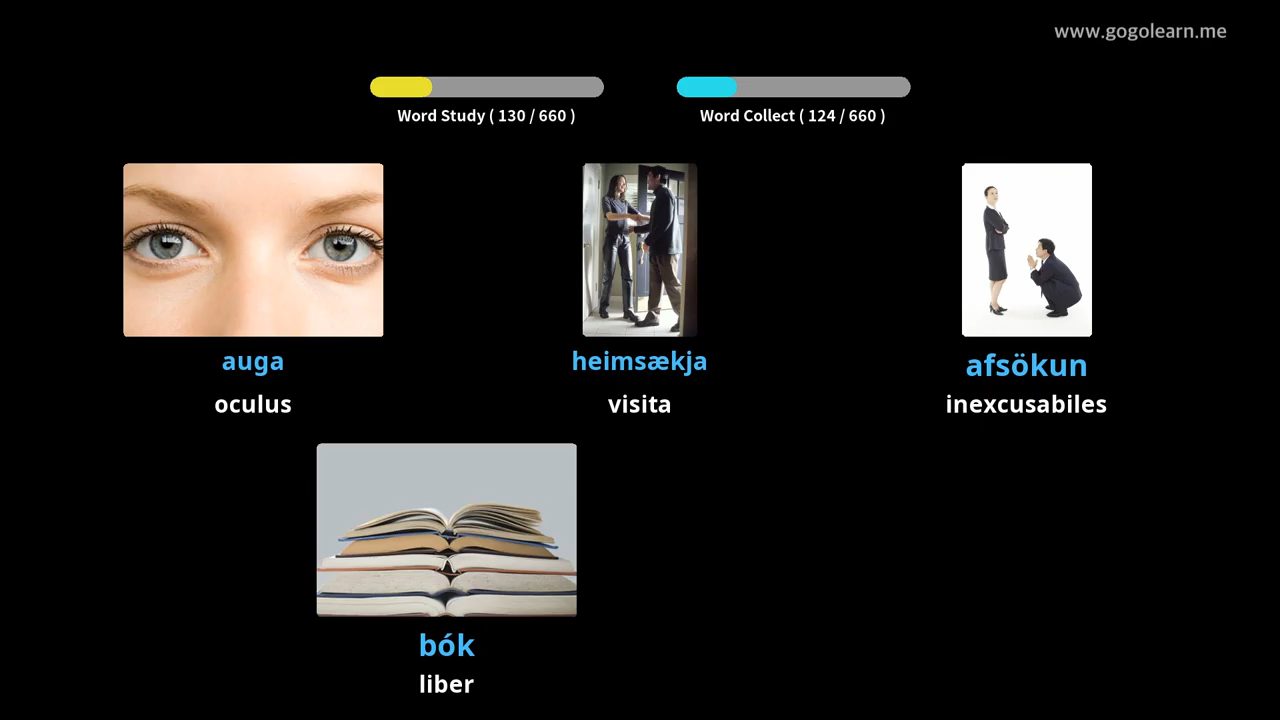 www.gogolearn.me
Word Study ( 130 / 660 )
Word Collect ( 124 / 660 )
auga
heimsækja
afsökun
oculus
visita
inexcusabiles
bók
liber